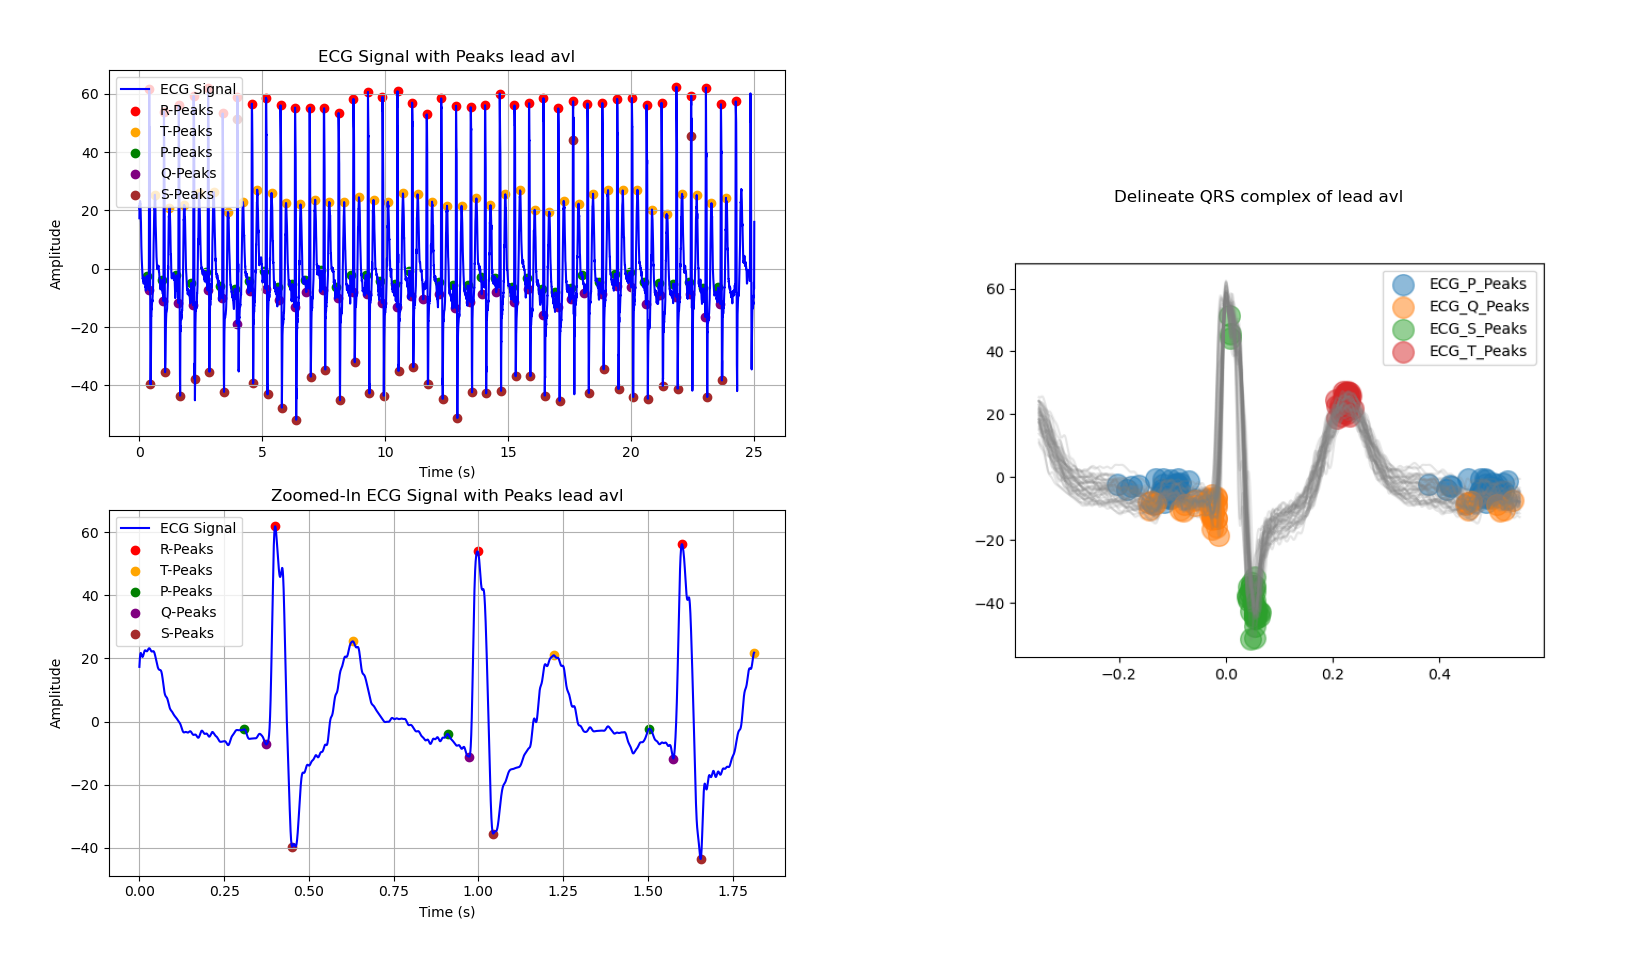 ECG Signal with Peaks lead avl
ECG Signal
R-Peaks
T-Peaks
P-Peaks
Q-Peaks
S-Peaks
Amplitude
60
40
20
0
−20
−40
0
5
10
15
20
25
Time (s)
Zoomed-In ECG Signal with Peaks lead avl
ECG Signal
R-Peaks
T-Peaks
P-Peaks
Q-Peaks
S-Peaks
Amplitude
60
40
20
0
−20
−40
0.00
0.25
0.50
0.75
1.00
1.25
1.50
1.75
Time (s)
Delineate QRS complex of lead avl
ECG_P_Peaks
ECG_Q_Peaks
ECG_S_Peaks
ECG_T_Peaks
60
40
20
0
−20
−40
−0.2
0.0
0.2
0.4